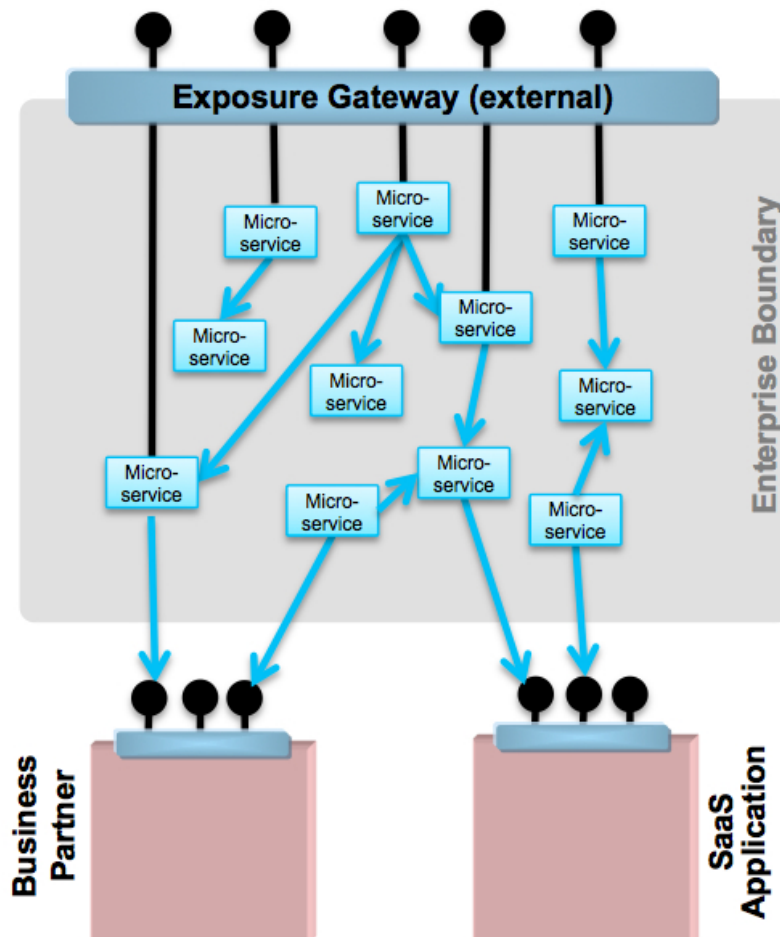 Exposure Gateway (external)
Micro-
service
Micro-
service
Micro-
service
Micro-
service
Micro-
service
Micro-
service
Micro-
service
Micro-
service
Micro-
service
Micro-
service
Micro-
service
Enterprise Boundary
Business
Partner
SaaS
Application